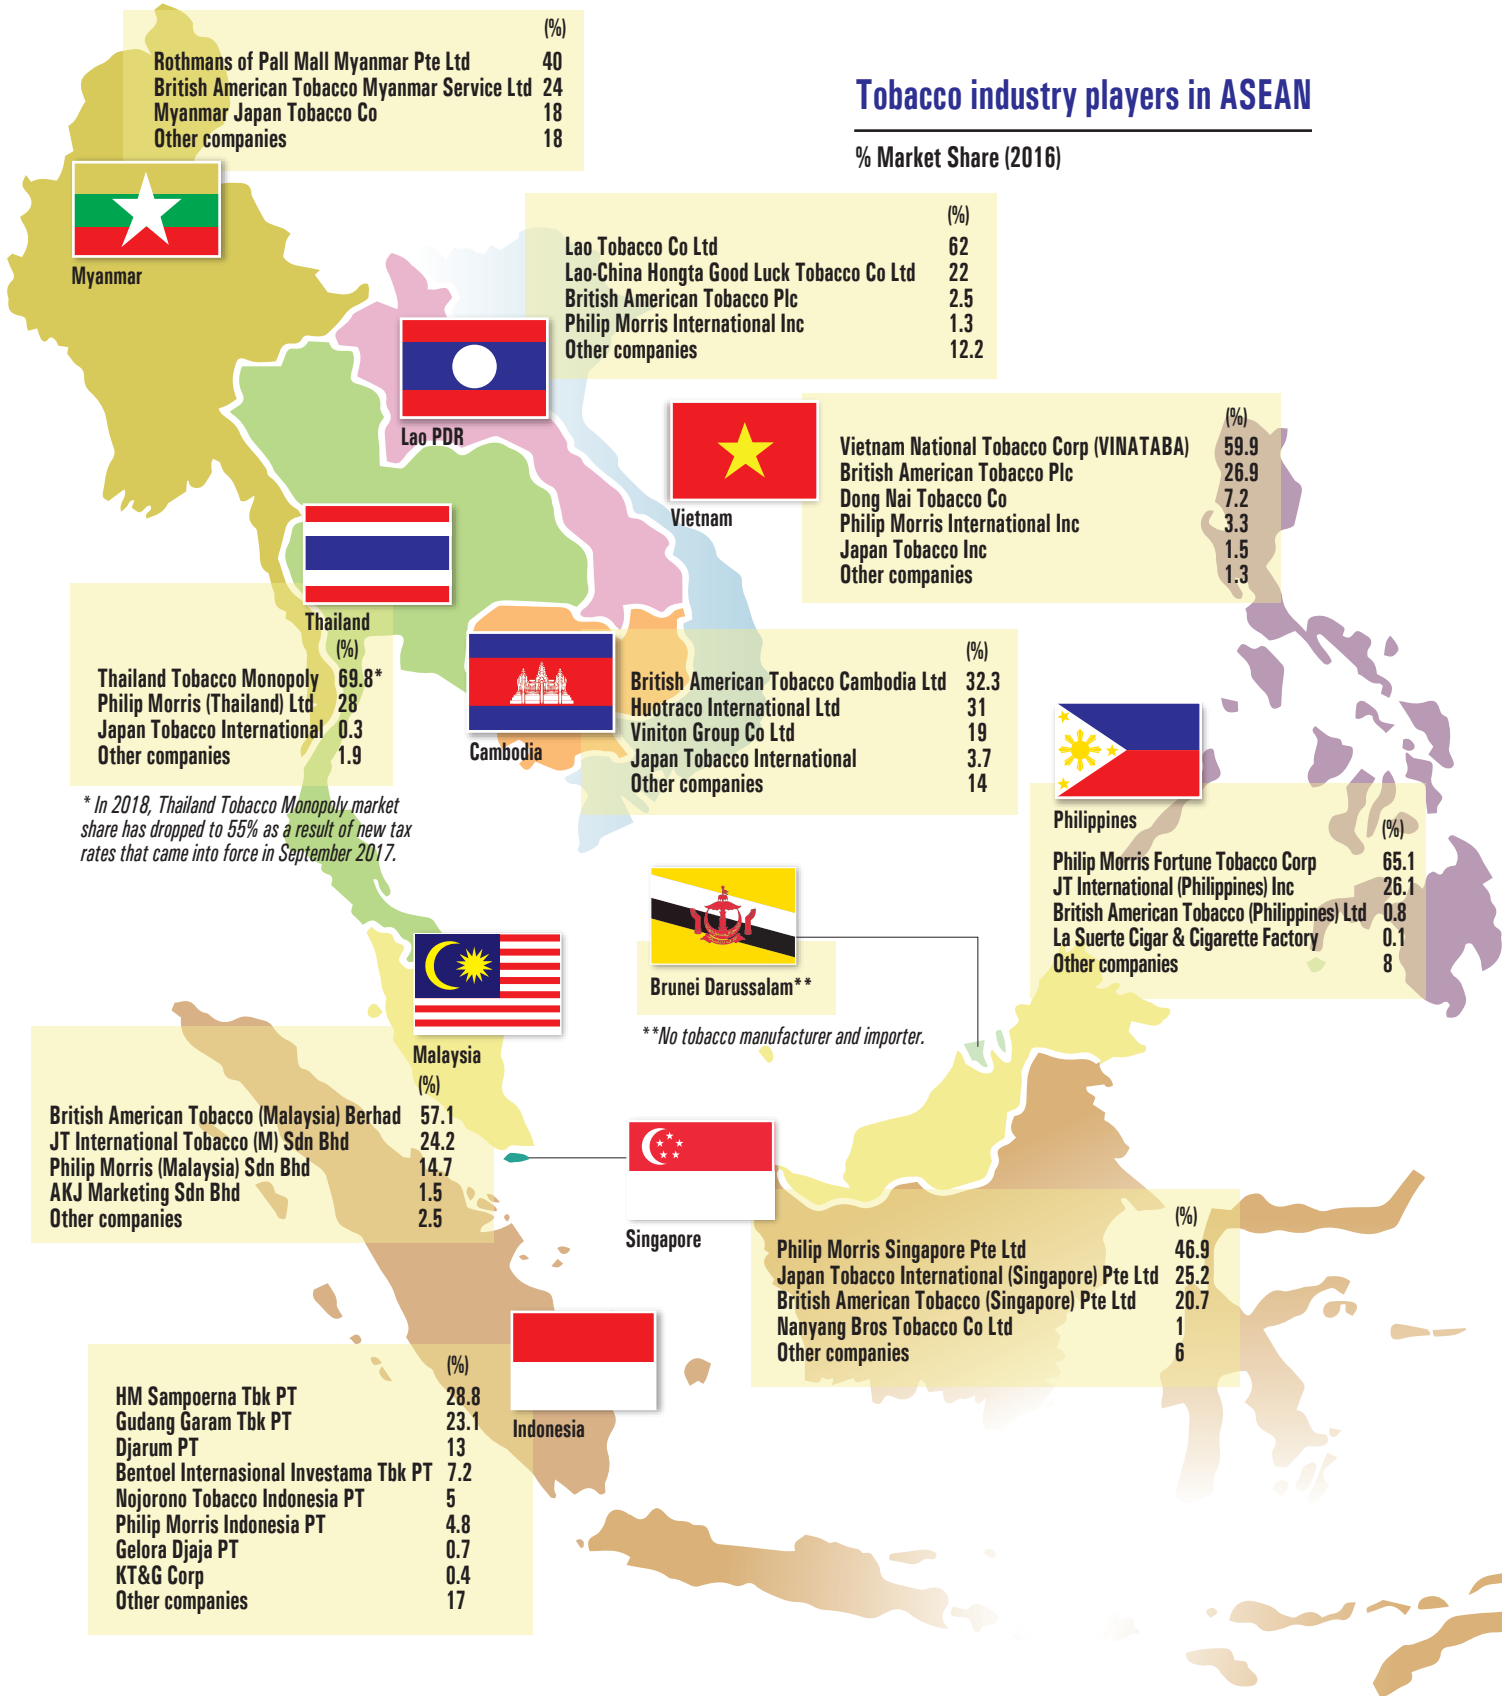 Tobacco industry players in ASEAN
% Market Share (2016)
(%)
Rothmans of Pall Mall Myanmar Pte Ltd 40
British American Tobacco Myanmar Service Ltd 24
Myanmar Japan Tobacco Co 18
Other companies 18
Myanmar
(%)
Lao Tobacco Co Ltd 62
Lao-China Hongta Good Luck Tobacco Co Ltd 22
British American Tobacco Plc 2.5
Philip Morris International Inc 1.3
Other companies 12.2
Lao PDR
(%)
Vietnam National Tobacco Corp (VINATABA) 59.9
British American Tobacco Plc 26.9
Dong Nai Tobacco Co 7.2
Philip Morris International Inc 3.3
Japan Tobacco Inc 1.5
Other companies 1.3
Vietnam
Thailand
(%)
Thailand Tobacco Monopoly 69.8*
Philip Morris (Thailand) Ltd 28
Japan Tobacco International 0.3
Other companies 1.9
* In 2018, Thailand Tobacco Monopoly market
share has dropped to 55% as a result of new tax
rates that came into force in September 2017.
Cambodia
(%)
British American Tobacco Cambodia Ltd 32.3
Huotraco International Ltd 31
Viniton Group Co Ltd 19
Japan Tobacco International 3.7
Other companies 14
Philippines
(%)
Philip Morris Fortune Tobacco Corp 65.1
JT International (Philippines) Inc 26.1
British American Tobacco (Philippines) Ltd 0.8
La Suerte Cigar & Cigarette Factory 0.1
Other companies 8
Brunei Darussalam**
**No tobacco manufacturer and importer.
Malaysia
(%)
British American Tobacco (Malaysia) Berhad 57.1
JT International Tobacco (M) Sdn Bhd 24.2
Philip Morris (Malaysia) Sdn Bhd 14.7
AKJ Marketing Sdn Bhd 1.5
Other companies 2.5
Singapore
(%)
Philip Morris Singapore Pte Ltd 46.9
Japan Tobacco International (Singapore) Pte Ltd 25.2
British American Tobacco (Singapore) Pte Ltd 20.7
Nanyang Bros Tobacco Co Ltd 1
Other companies 6
Indonesia
(%)
HM Sampoerna Tbk PT 28.8
Gudang Garam Tbk PT 23.1
Djarum PT 13
Bentoel Internasional Investama Tbk PT 7.2
Nojorono Tobacco Indonesia PT 5
Philip Morris Indonesia PT 4.8
Gelora Djaja PT 0.7
KT&G Corp 0.4
Other companies 17